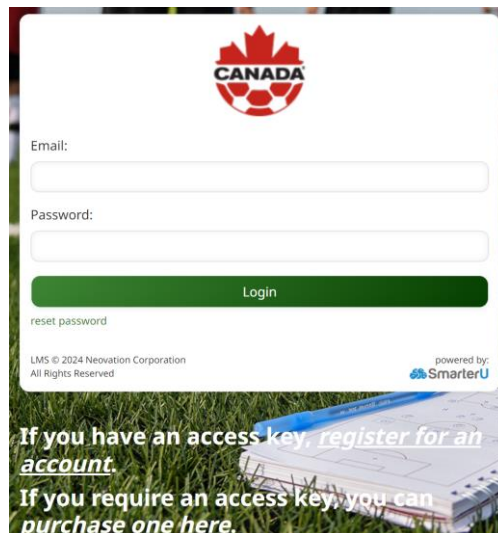 CANADA
Email:
Password:
Login
reset password
LMS © 2024 Neovation Corporation
All Rights Reserved
powered by:
SmarterU
If you have an access key, register for an
account.
If you require an access key, you can
purchase one here.